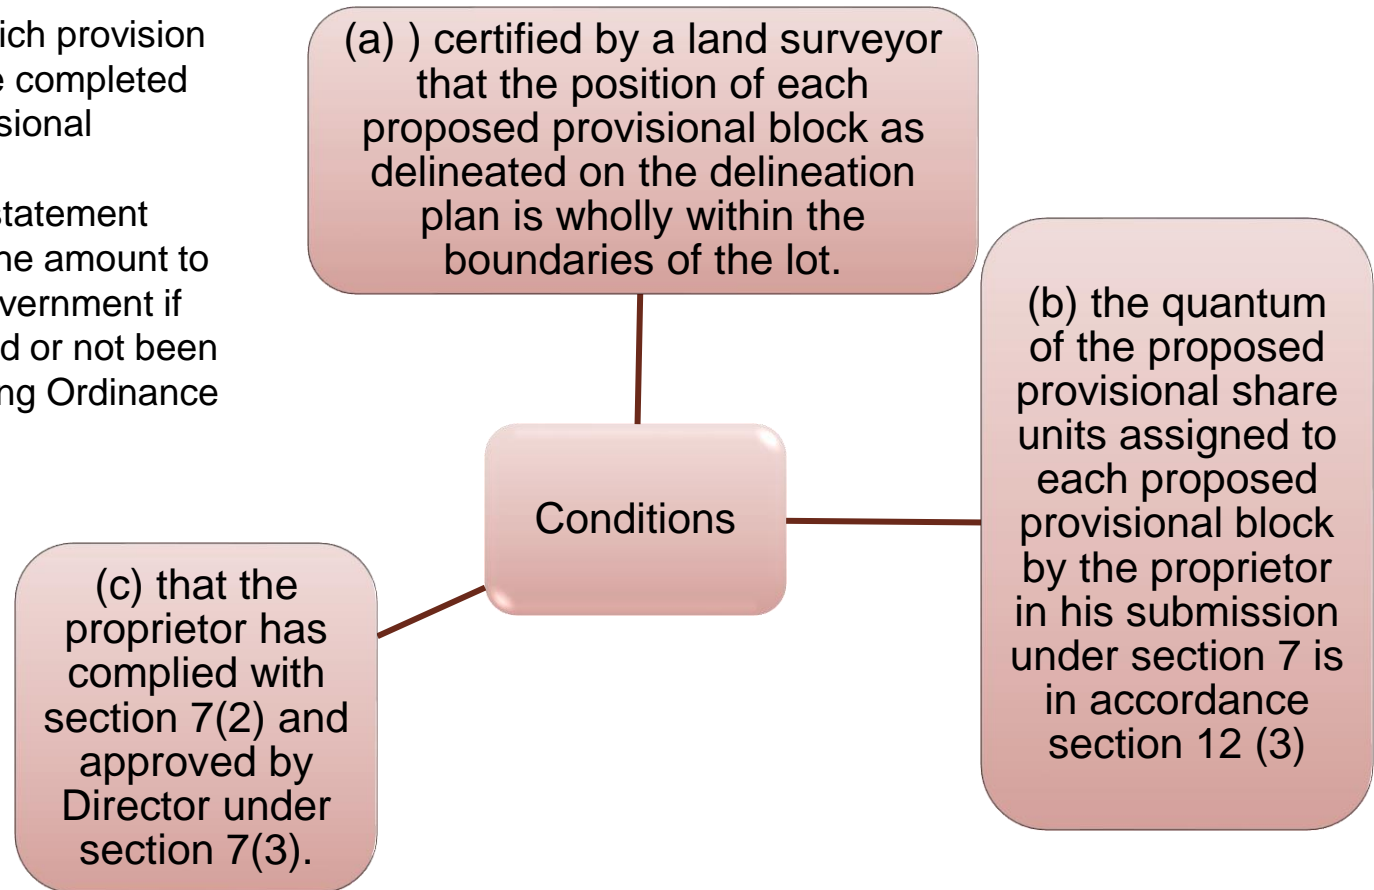 ich provision
e completed
sional
statement
he amount to
vernment if
d or not been
ng Ordinance
(a) ) certified by a land surveyor
that the position of each
proposed provisional block as
delineated on the delineation
plan is wholly within the
boundaries of the lot.
(b) the quantum
of the proposed
provisional share
units assigned to
each proposed
provisional block
by the proprietor
in his submission
under section 7 is
in accordance
section 12 (3)
Conditions
(c) that the
proprietor has
complied with
section 7(2) and
approved by
Director under
section 7(3).